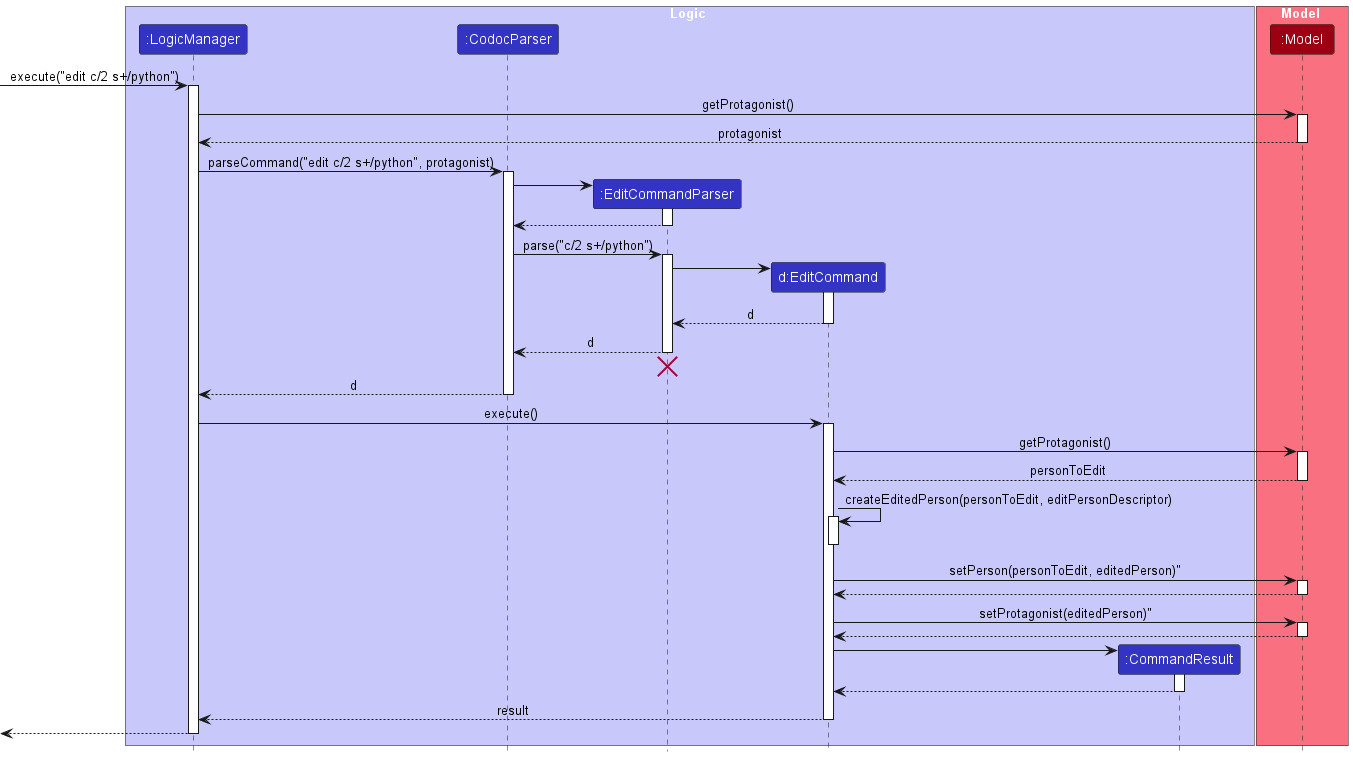 Logic
Model
:LogicManager
:CodocParser
:Model
execute("edit c/2 s+/python")
getProtagonist()
protagonist
parseCommand("edit c/2 s+/python", protagonist)
:EditCommandParser
parse("c/2 s+/python")
d:EditCommand
d
d
d
execute()
getProtagonist()
personToEdit
createEditedPerson(personToEdit, editPersonDescriptor)
setPerson(personToEdit, editedPerson)"
setProtagonist(editedPerson)"
:CommandResult
result